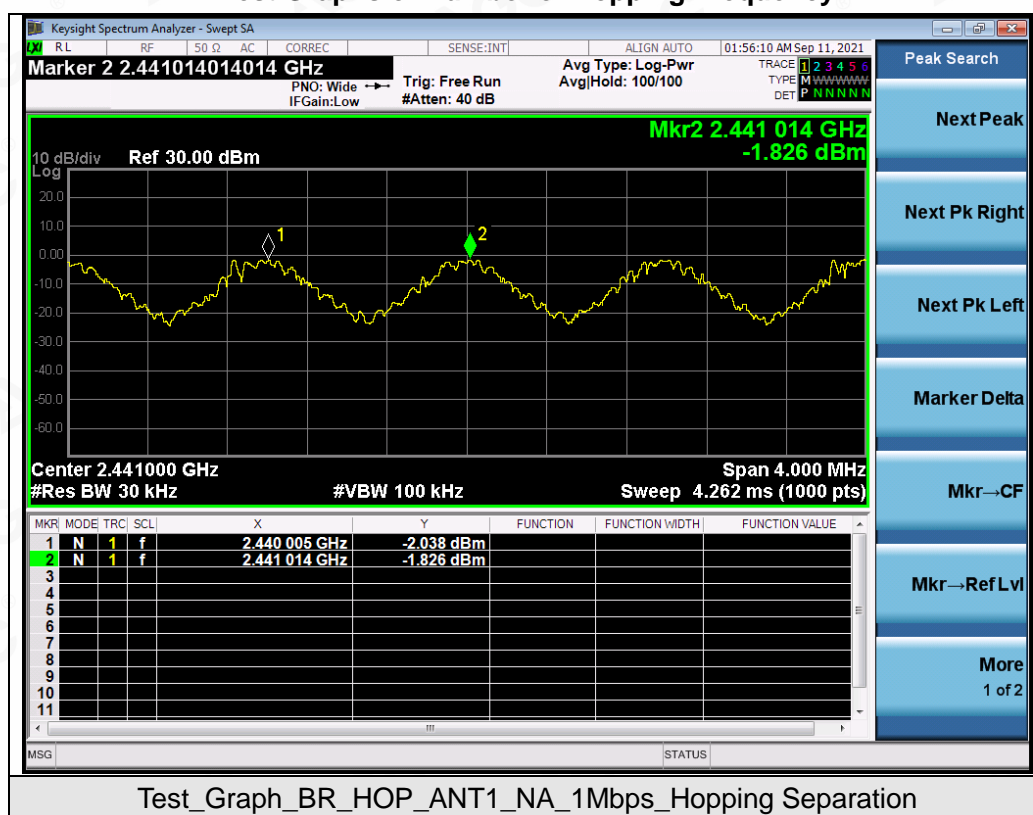 Keysight Spectrum Analyzer - Swept SA
LXI RL RF 50 Ω AC CORREC SENSE:INT ALIGN AUTO 01:56:10 AM Sep 11, 2021
Marker 2 2.441014014014 GHz
PNO: Wide
IFGain:Low
Trig: Free Run
#Atten: 40 dB
Avg Type: Log-Pwr
Avg|Hold: 100/100
TRACE 1 2 3 4 5 6
TYPE M W W W W W
DET P N N N N N
Mkr2 2.441 014 GHz
-1.826 dBm
10 dB/div Ref 30.00 dBm
Log
20.0
10.0
0.00
-10.0
-20.0
-30.0
-40.0
-50.0
-60.0
1
2
Center 2.441000 GHz Span 4.000 MHz
#Res BW 30 kHz #VBW 100 kHz Sweep 4.262 ms (1000 pts)
MKR MODE TRC SCL X Y FUNCTION FUNCTION WIDTH FUNCTION VALUE
1 N 1 f 2.440 005 GHz -2.038 dBm
2 N 1 f 2.441 014 GHz -1.826 dBm
3
4
5
6
7
8
9
10
11
MSG STATUS
Peak Search
Next Peak
Next Pk Right
Next Pk Left
Marker Delta
Mkr→CF
Mkr→Ref Lvl
More
1 of 2
Test_Graph_BR_HOP_ANT1_NA_1Mbps_Hopping Separation